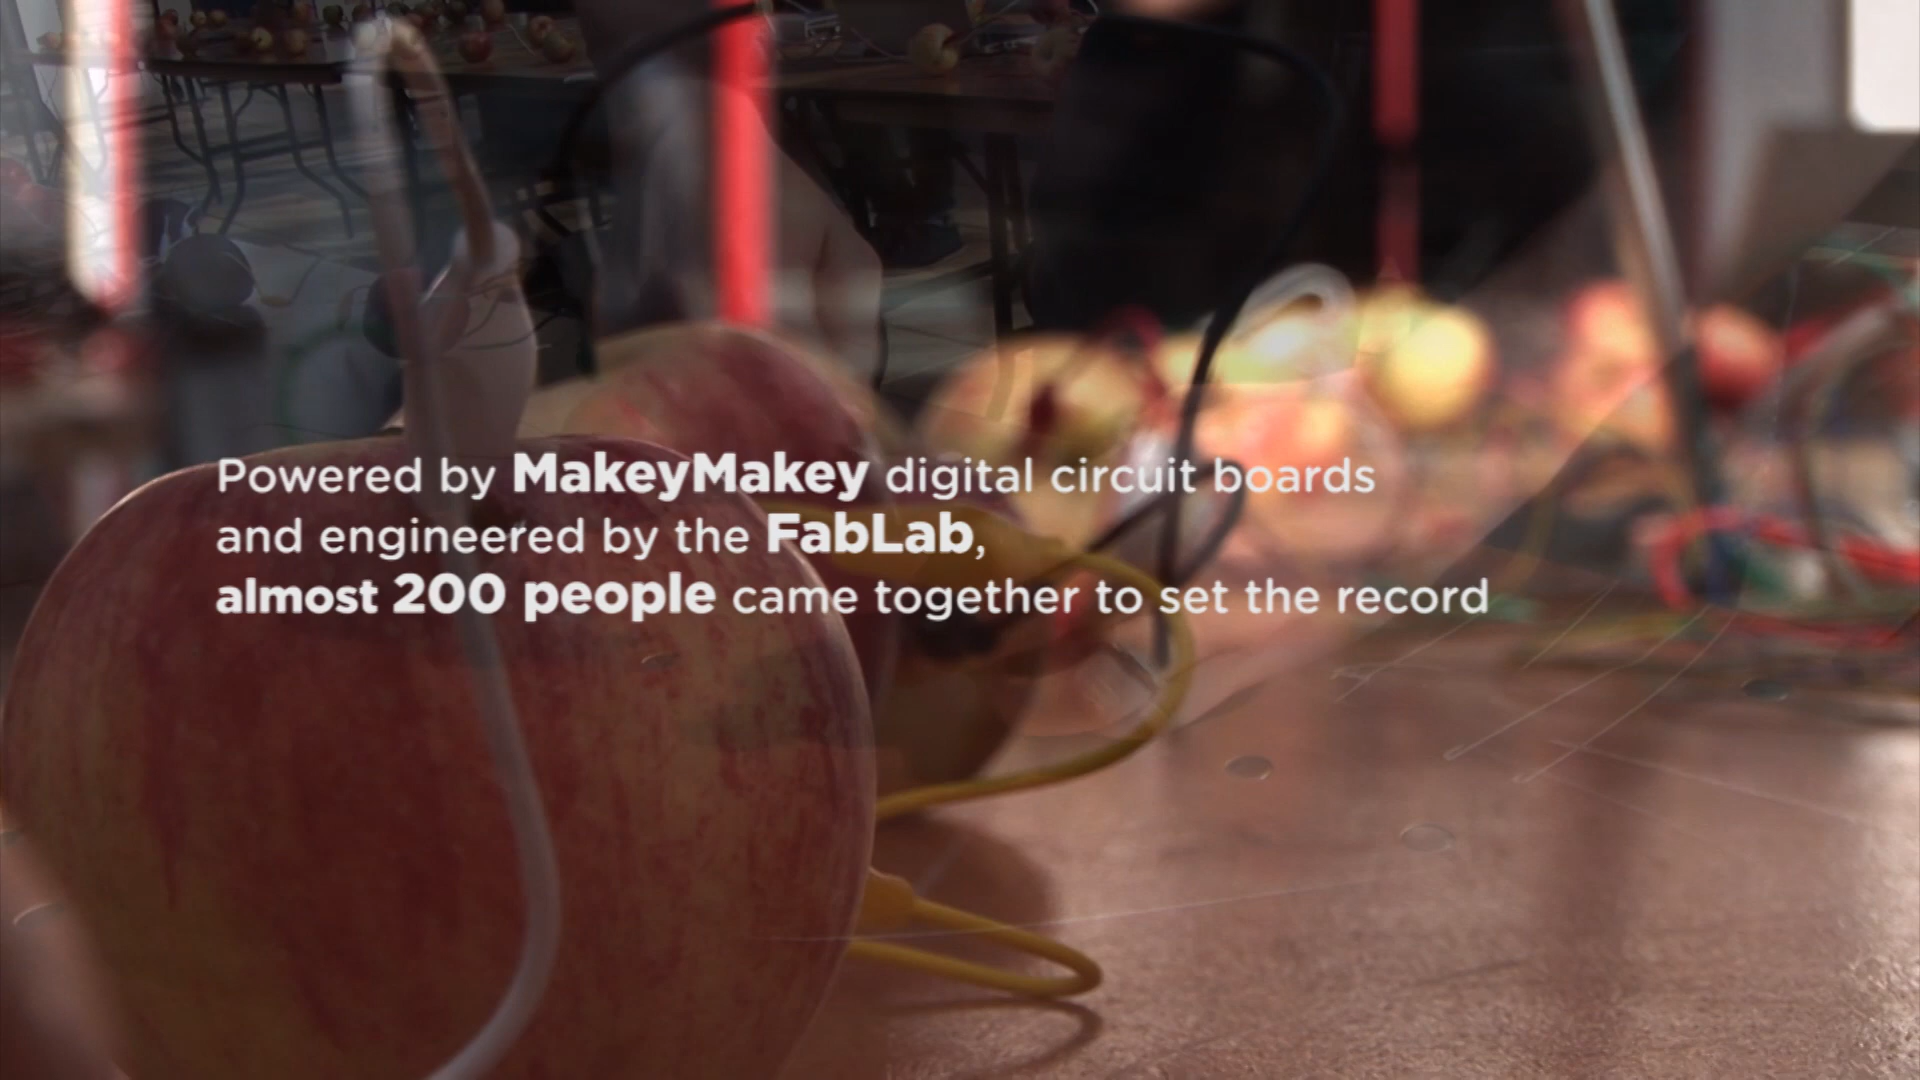 Powered by MakeyMakey digital circuit boards
and engineered by the FabLab,
almost 200 people came together to set the record